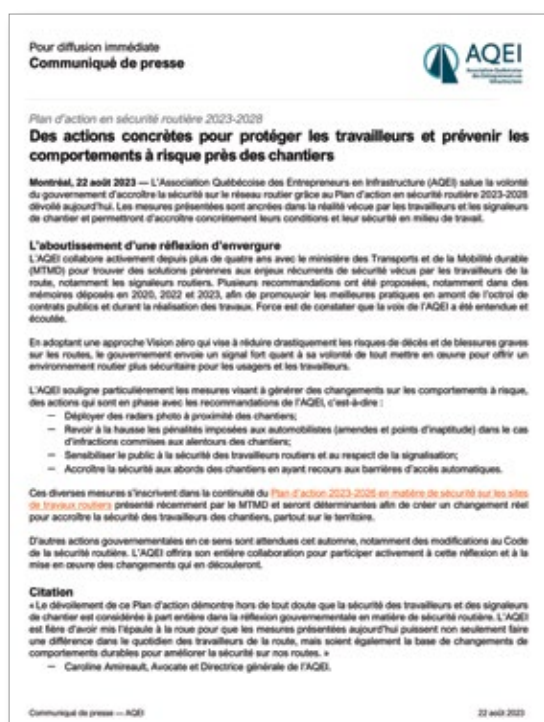 Pour diffusion immédiate
Communiqué de presse
AQEI
Association Québécoise
des Entrepreneurs en
Infrastructure
Plan d'action en sécurité routière 2023-2028
Des actions concrètes pour protéger les travailleurs et prévenir les
comportements à risque près des chantiers
Montréal, 22 août 2023 — L'Association Québécoise des Entrepreneurs en Infrastructure (AQEI) salue la volonté
du gouvernement d'accroître la sécurité sur le réseau routier grâce au Plan d'action en sécurité routière 2023-2028
dévoilé aujourd'hui. Les mesures présentées sont ancrées dans la réalité vécue par les travailleurs et les signaleurs
de chantier et permettront d'accroître concrètement leurs conditions et leur sécurité en milieu de travail.
L'aboutissement d'une réflexion d'envergure
L'AQEI collabore activement depuis plus de quatre ans avec le ministère des Transports et de la Mobilité durable
(MTMD) pour trouver des solutions pérennes aux enjeux récurrents de sécurité vécus par les travailleurs de la
route, notamment les signaleurs routiers. Plusieurs recommandations ont été proposées, notamment dans des
mémoires déposés en 2020, 2022 et 2023, afin de promouvoir les meilleures pratiques en amont de l'octroi de
contrats publics et durant la réalisation des travaux. Force est de constater que la voix de l'AQEI a été entendue et
écoutée.
En adoptant une approche Vision zéro qui vise à réduire drastiquement les risques de décès et de blessures graves
sur les routes, le gouvernement envoie un signal fort quant à sa volonté de tout mettre en œuvre pour offrir un
environnement routier plus sécuritaire pour les usagers et les travailleurs.
L'AQEI souligne particulièrement les mesures visant à générer des changements sur les comportements à risque,
des actions qui sont en phase avec les recommandations de l'AQEI, c'est-à-dire :
— Déployer des radars photo à proximité des chantiers;
— Revoir à la hausse les pénalités imposées aux automobilistes (amendes et points d'inaptitude) dans le cas
d'infractions commises aux alentours des chantiers;
— Sensibiliser le public à la sécurité des travailleurs routiers et au respect de la signalisation;
— Accroître la sécurité aux abords des chantiers en ayant recours aux barrières d'accès automatiques.
Ces diverses mesures s'inscrivent dans la continuité du Plan d'action 2023-2026 en matière de sécurité sur les sites
de travaux routiers présenté récemment par le MTMD et seront déterminantes afin de créer un changement réel
pour accroître la sécurité des travailleurs des chantiers, partout sur le territoire.
D'autres actions gouvernementales en ce sens sont attendues cet automne, notamment des modifications au Code
de la sécurité routière. L'AQEI offrira son entière collaboration pour participer activement à cette réflexion et à la
mise en œuvre des changements qui en découleront.
Citation
« Le dévoilement de ce Plan d'action démontre hors de tout doute que la sécurité des travailleurs et des signaleurs
de chantier est considérée à part entière dans la réflexion gouvernementale en matière de sécurité routière. L'AQEI
est fière d'avoir mis l'épaule à la roue pour que les mesures présentées aujourd'hui puissent non seulement faire
une différence dans le quotidien des travailleurs de la route, mais soient également la base de changements de
comportements durables pour améliorer la sécurité sur nos routes. »
— Caroline Amireault, Avocate et Directrice générale de l'AQEI.
Communiqué de presse — AQEI
22 août 2023